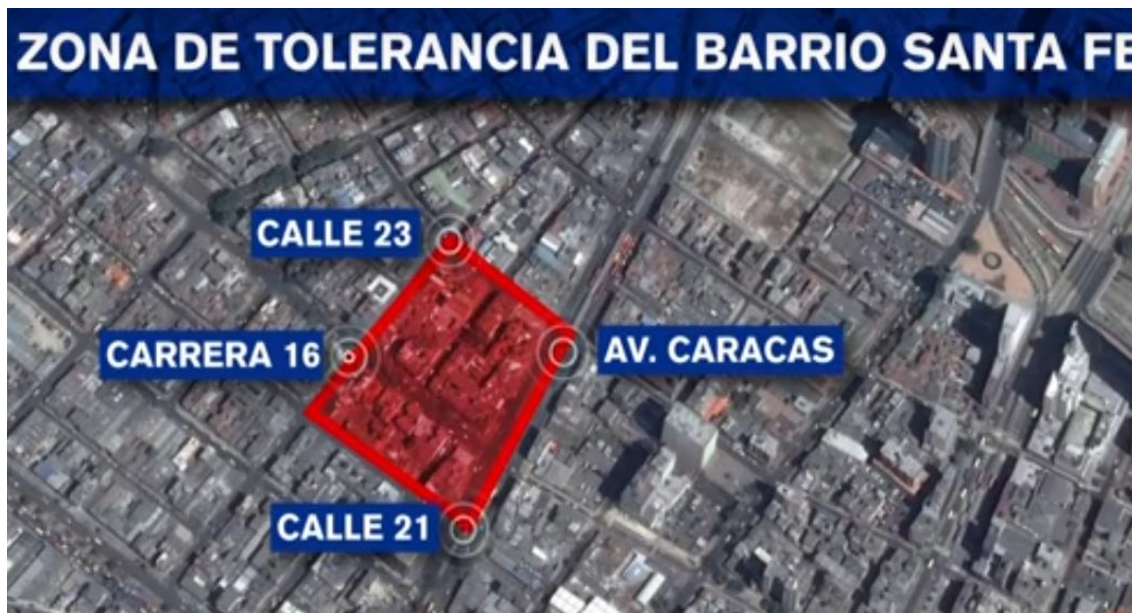 ZONA DE TOLERANCIA DEL BARRIO SANTA FE
CALLE 23
CARRERA 16
AV. CARACAS
CALLE 21